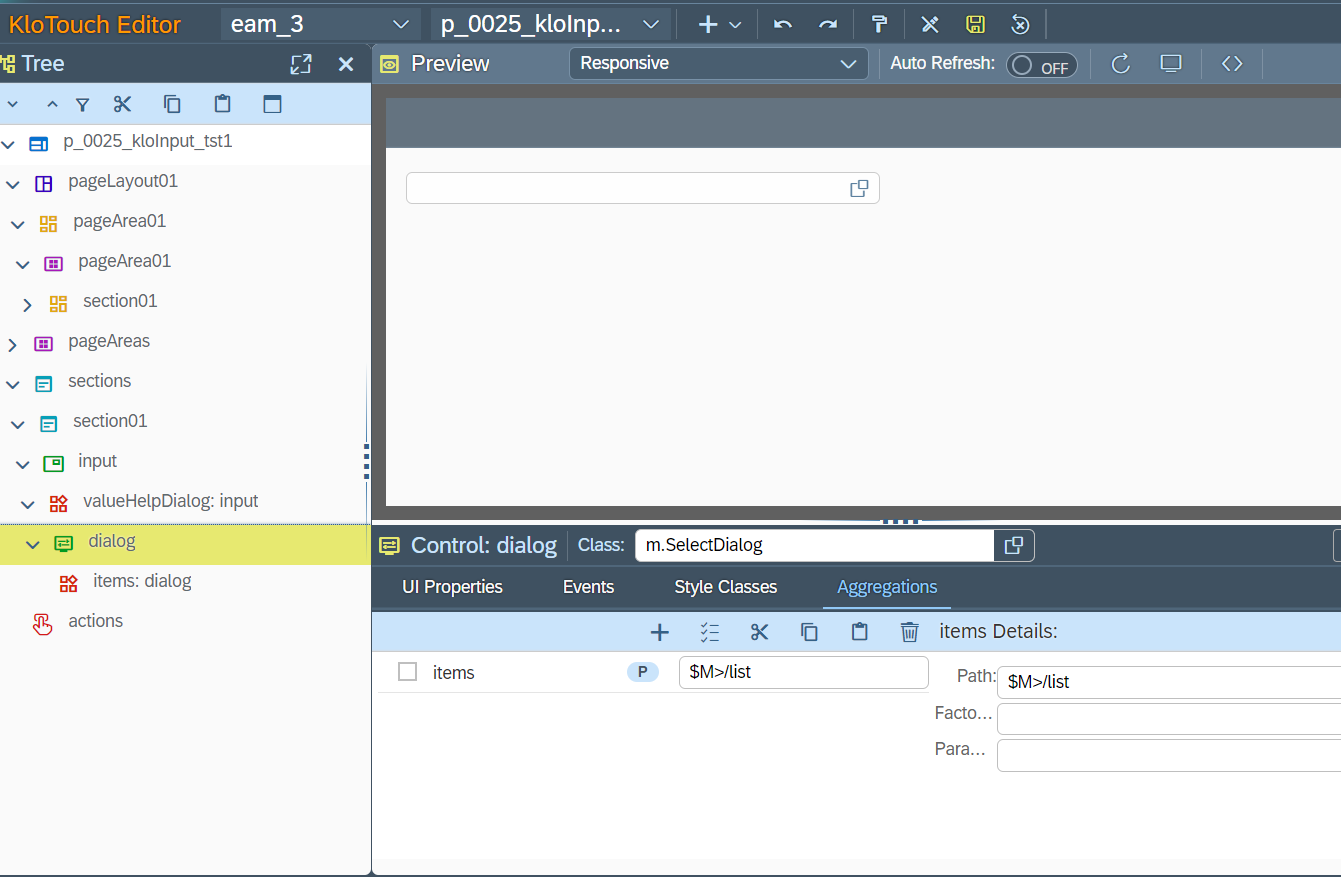 KloTouch Editor eam_3 p_0025_kloInp...
Tree Preview Responsive Auto Refresh: OFF
p_0025_kloInput_tst1
pageLayout01
pageArea01
pageArea01
section01
pageAreas
sections
section01
input
valueHelpDialog: input
dialog
items: dialog
actions
Control: dialog Class: m.SelectDialog
UI Properties Events Style Classes Aggregations
items Details:
items P $M>/list
Path: $M>/list
Facto...
Para...